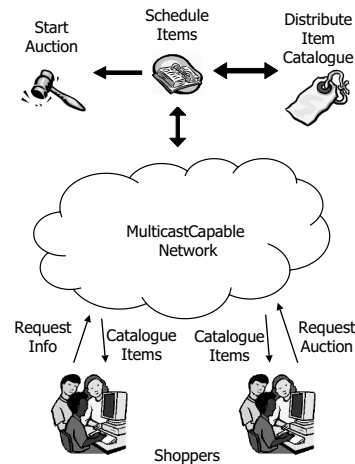 Start
Auction
Schedule
Items
Distribute
Item
Catalogue
MulticastCapable
Network
Request
Info
Catalogue
Items
Catalogue
Items
Request
Auction
Shoppers